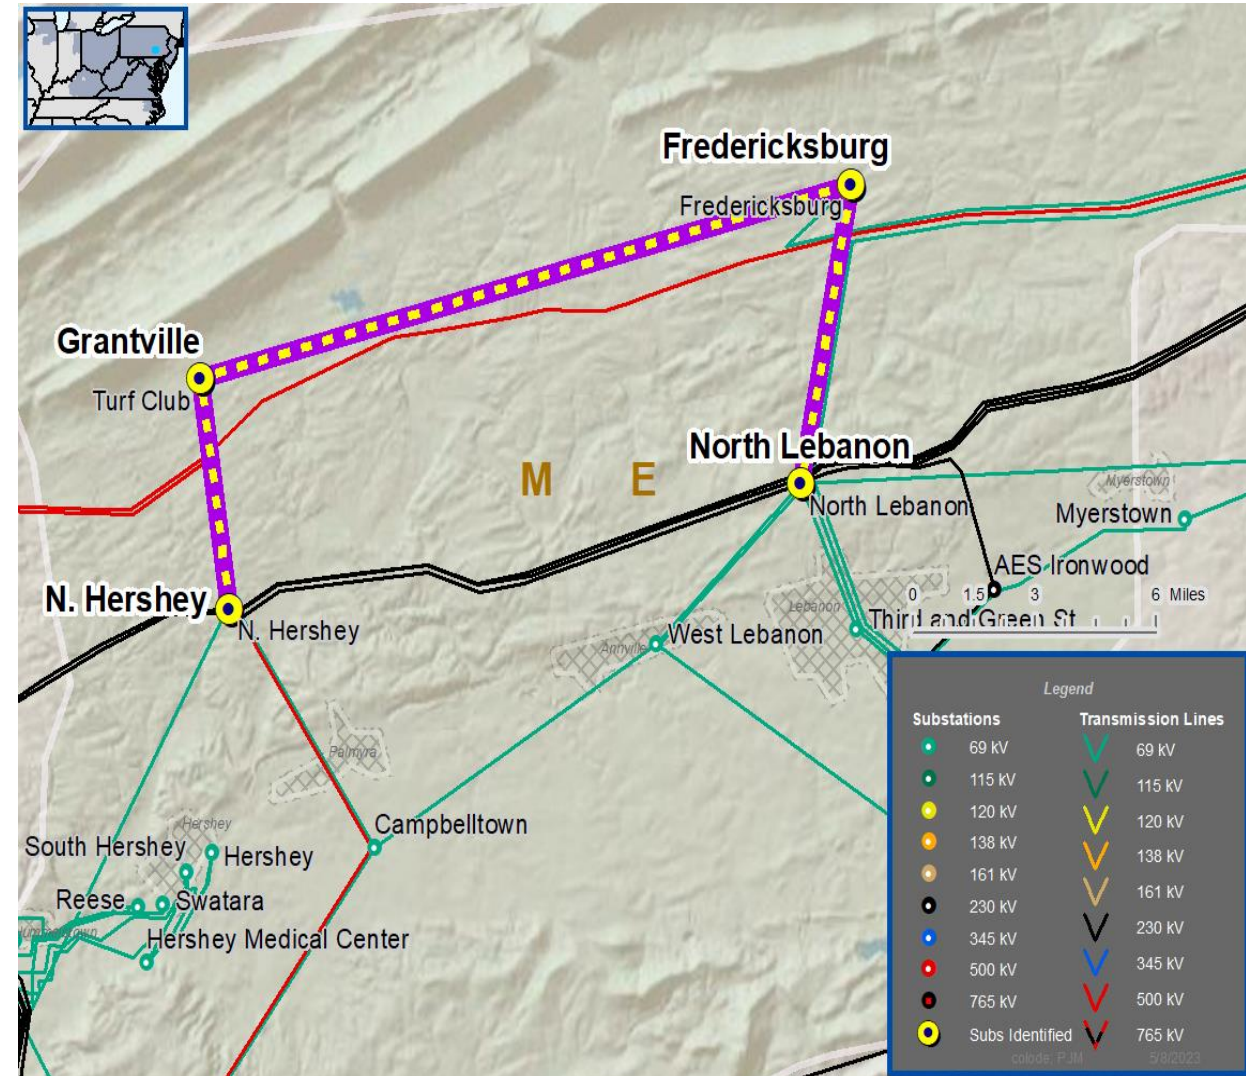 Fredericksburg
Fredericksburg
Grantville
Turf Club
North Lebanon
M E
Myerstown
North Lebanon
Myerstown
AES Ironwood
N. Hershey
0 1.5 3 6 Miles
Lebanon
N. Hershey
West Lebanon
Third and Green St
Annville
Palmyra
Hershey
Campbelltown
South Hershey
Hershey
Reese
Swatara
Hershey Medical Center
Legend
Substations Transmission Lines
69 kV 69 kV
115 kV 115 kV
120 kV 120 kV
138 kV 138 kV
161 kV 161 kV
230 kV 230 kV
345 kV 345 kV
500 kV 500 kV
765 kV 765 kV
Subs Identified
colode; PJM 5/8/2023